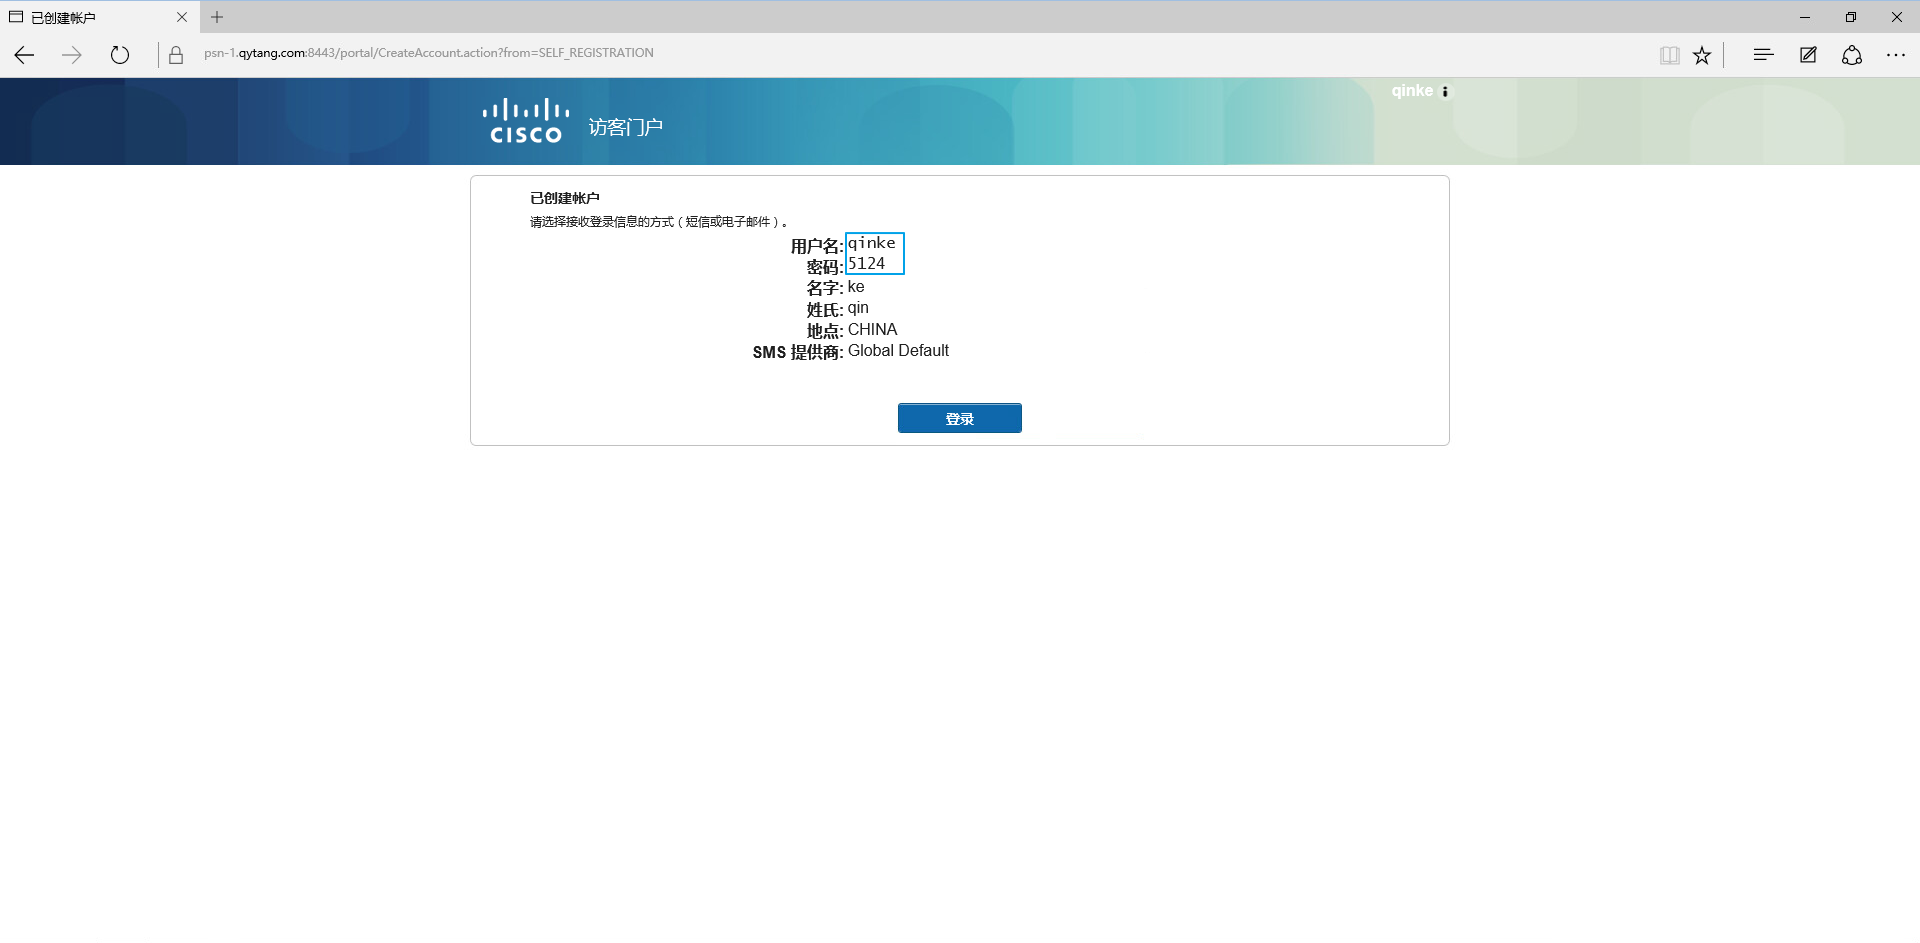 已创建帐户
psn-1.qytang.com:8443/portal/CreateAccount.action?from=SELF_REGISTRATION
qinke
CISCO 访客门户
已创建帐户
请选择接收登录信息的方式（短信或电子邮件）。
用户名: qinke
密码: 5124
名字: ke
姓氏: qin
地点: CHINA
SMS 提供商: Global Default
登录